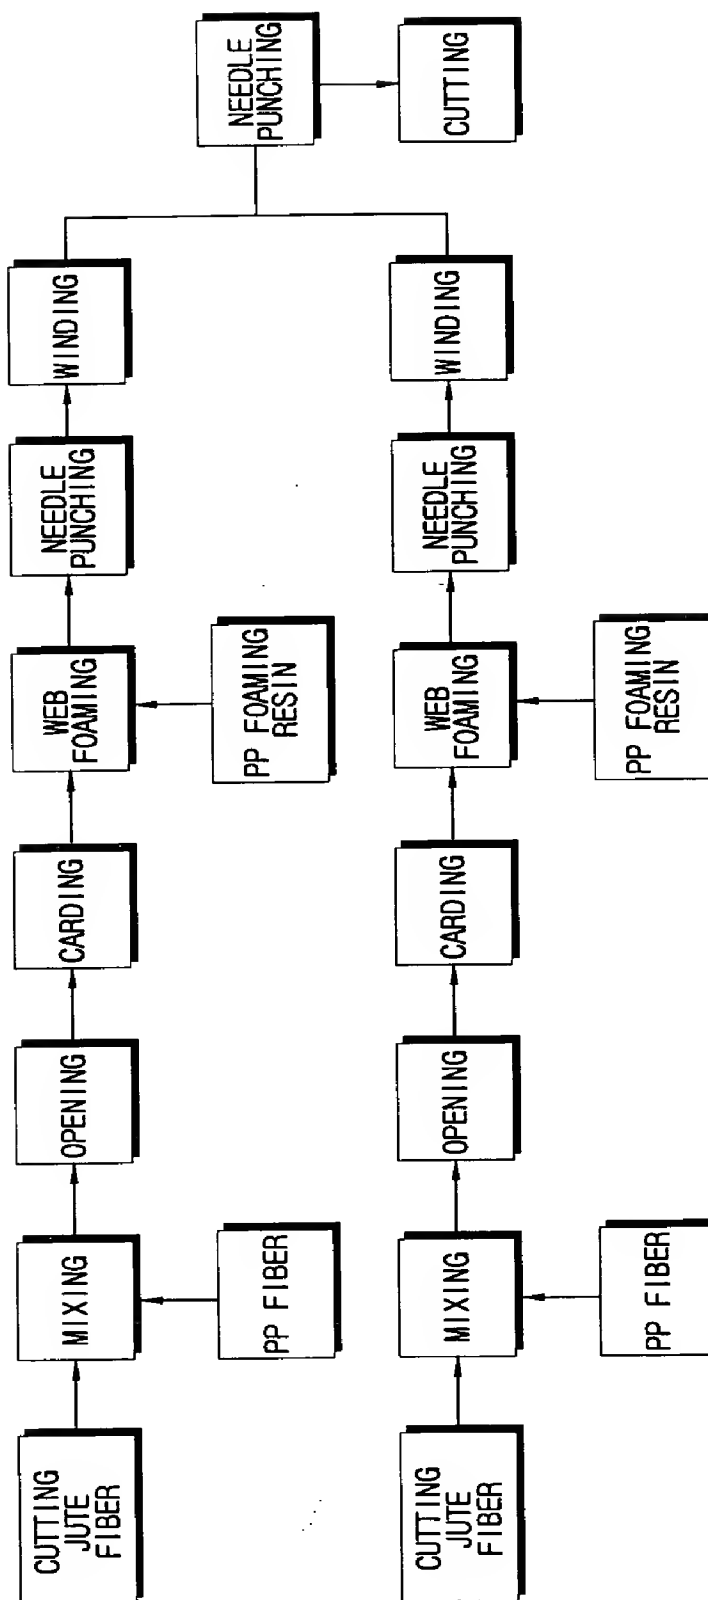 CUTTING
JUTE
FIBER
MIXING
PP FIBER
OPENING
CARDING
WEB
FOAMING
PP FOAMING
RESIN
NEEDLE
PUNCHING
WINDING
CUTTING
JUTE
FIBER
MIXING
PP FIBER
OPENING
CARDING
WEB
FOAMING
PP FOAMING
RESIN
NEEDLE
PUNCHING
WINDING
NEEDLE
PUNCHING
CUTTING